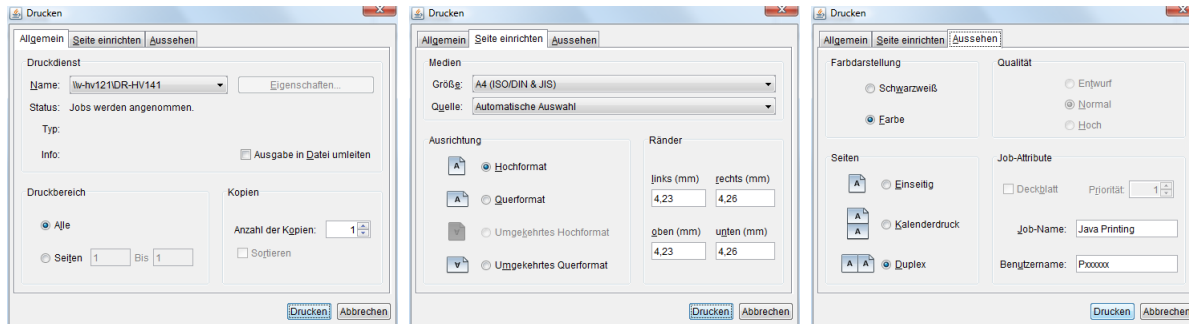 Drucken
Allgemein Seite einrichten Aussehen
Druckdienst
Name: \\v-hv121\DR-HV141 Eigenschaften...
Status: Jobs werden angenommen.
Typ:
Info: Ausgabe in Datei umleiten
Druckbereich
Alle
Seiten 1 Bis 1
Kopien
Anzahl der Kopien: 1
Sortieren
Drucken Abbrechen
Drucken
Allgemein Seite einrichten Aussehen
Medien
Größe: A4 (ISO/DIN & JIS)
Quelle: Automatische Auswahl
Ausrichtung
A Hochformat
A Querformat
A Umgekehrtes Hochformat
A Umgekehrtes Querformat
Ränder
links (mm) rechts (mm)
4,23 4,26
oben (mm) unten (mm)
4,23 4,26
Drucken Abbrechen
Drucken
Allgemein Seite einrichten Aussehen
Farbdarstellung
Schwarzweiß
Farbe
Qualität
Entwurf
Normal
Hoch
Seiten
A Einseitig
A
A Kalenderdruck
A A Duplex
Job-Attribute
Deckblatt Priorität: 1
Job-Name: Java Printing
Benutzername: Pxxxxxx
Drucken Abbrechen